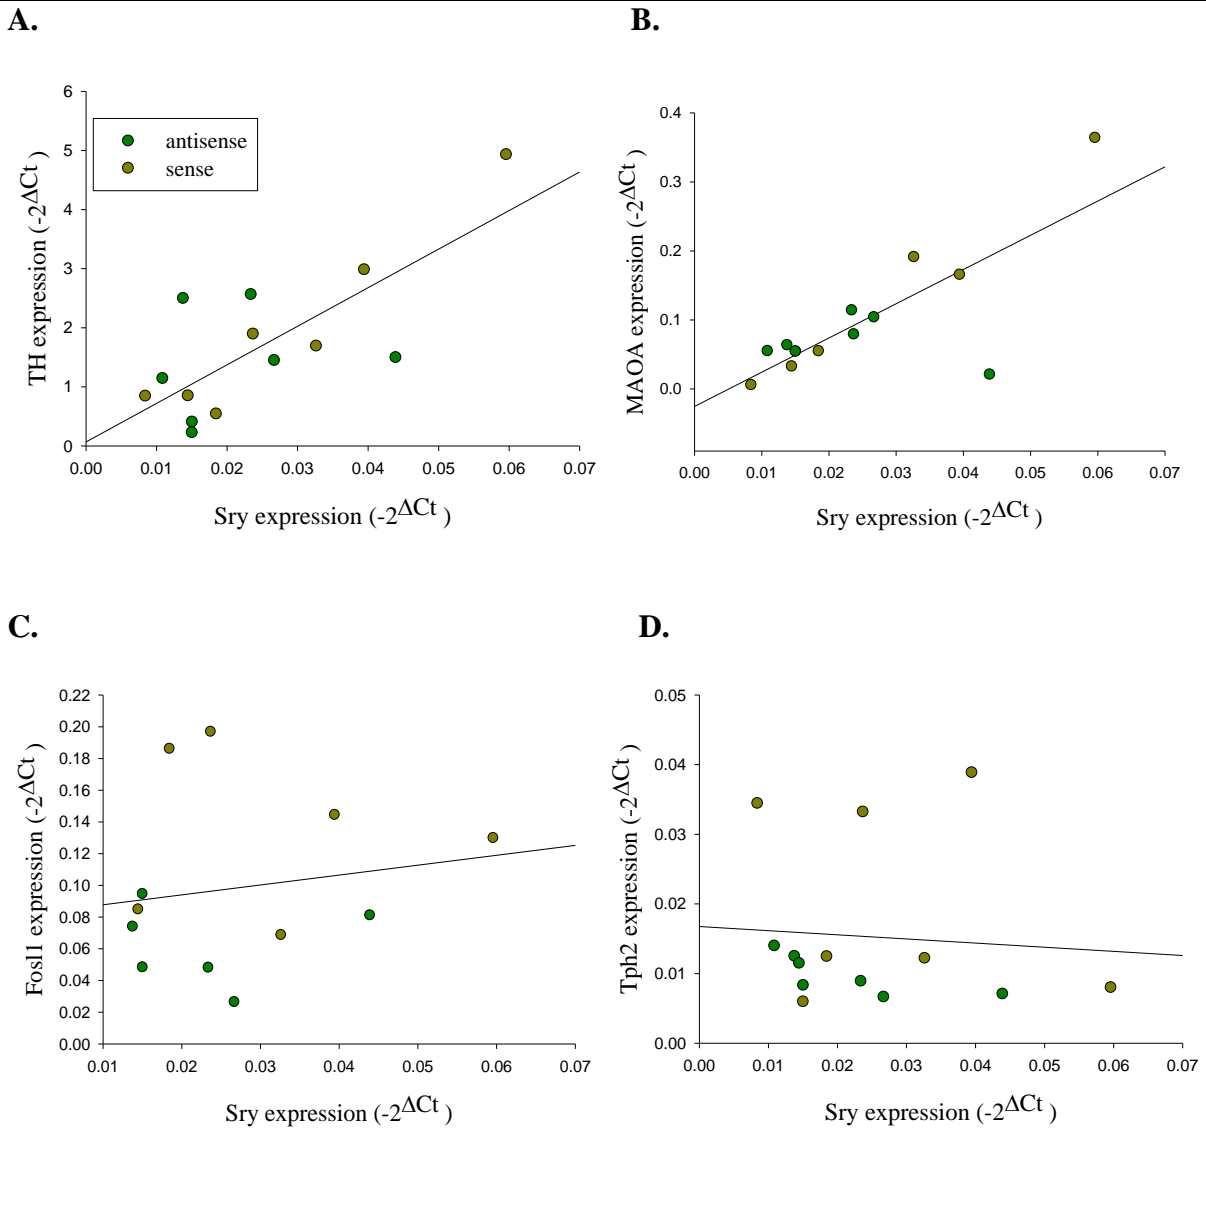 A.
B.
6
5
4
3
2
1
0
antisense
sense
TH expression (-2ΔCt )
0.00 0.01 0.02 0.03 0.04 0.05 0.06 0.07
Sry expression (-2ΔCt )
0.4
0.3
0.2
0.1
0.0
MAOA expression (-2ΔCt )
0.00 0.01 0.02 0.03 0.04 0.05 0.06 0.07
Sry expression (-2ΔCt )
C.
D.
0.22
0.20
0.18
0.16
0.14
0.12
0.10
0.08
0.06
0.04
0.02
0.00
Fosl1 expression (-2ΔCt )
0.01 0.02 0.03 0.04 0.05 0.06 0.07
Sry expression (-2ΔCt )
0.05
0.04
0.03
0.02
0.01
0.00
Tph2 expression (-2ΔCt )
0.00 0.01 0.02 0.03 0.04 0.05 0.06 0.07
Sry expression (-2ΔCt )